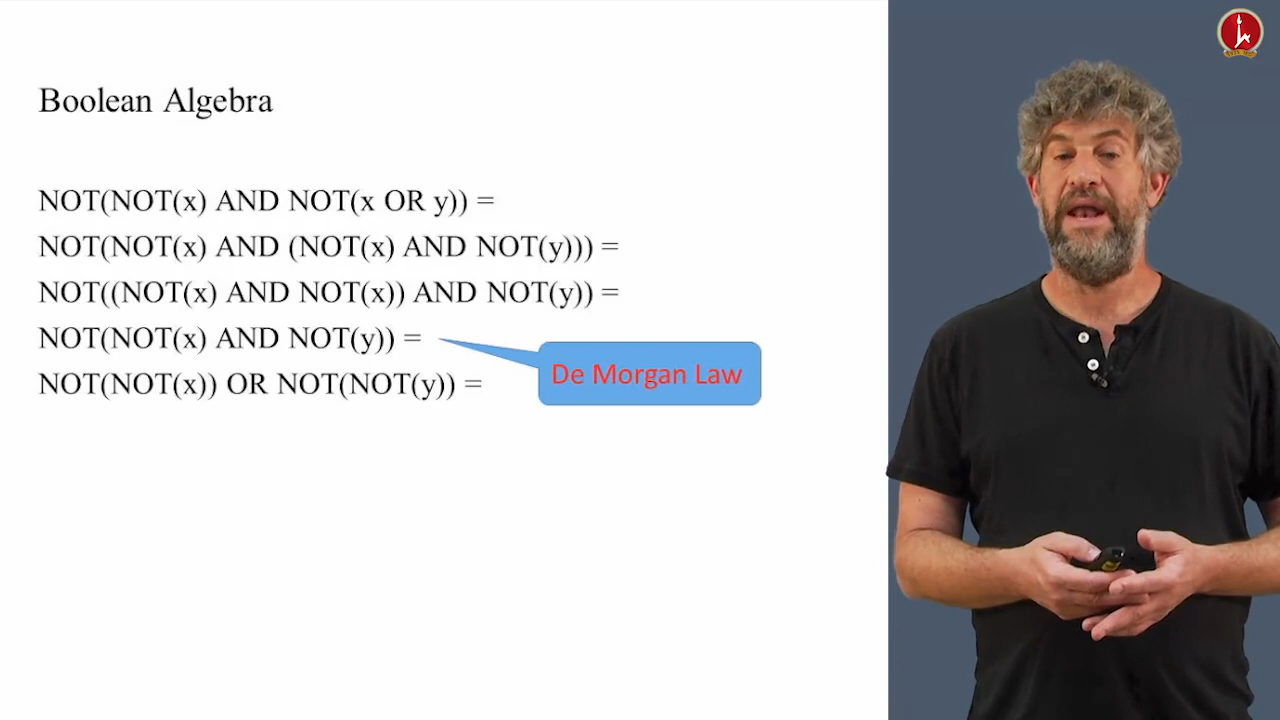 Boolean Algebra
NOT(NOT(x) AND NOT(x OR y)) =
NOT(NOT(x) AND (NOT(x) AND NOT(y))) =
NOT((NOT(x) AND NOT(x)) AND NOT(y)) =
NOT(NOT(x) AND NOT(y)) =
De Morgan Law
NOT(NOT(x)) OR NOT(NOT(y)) =